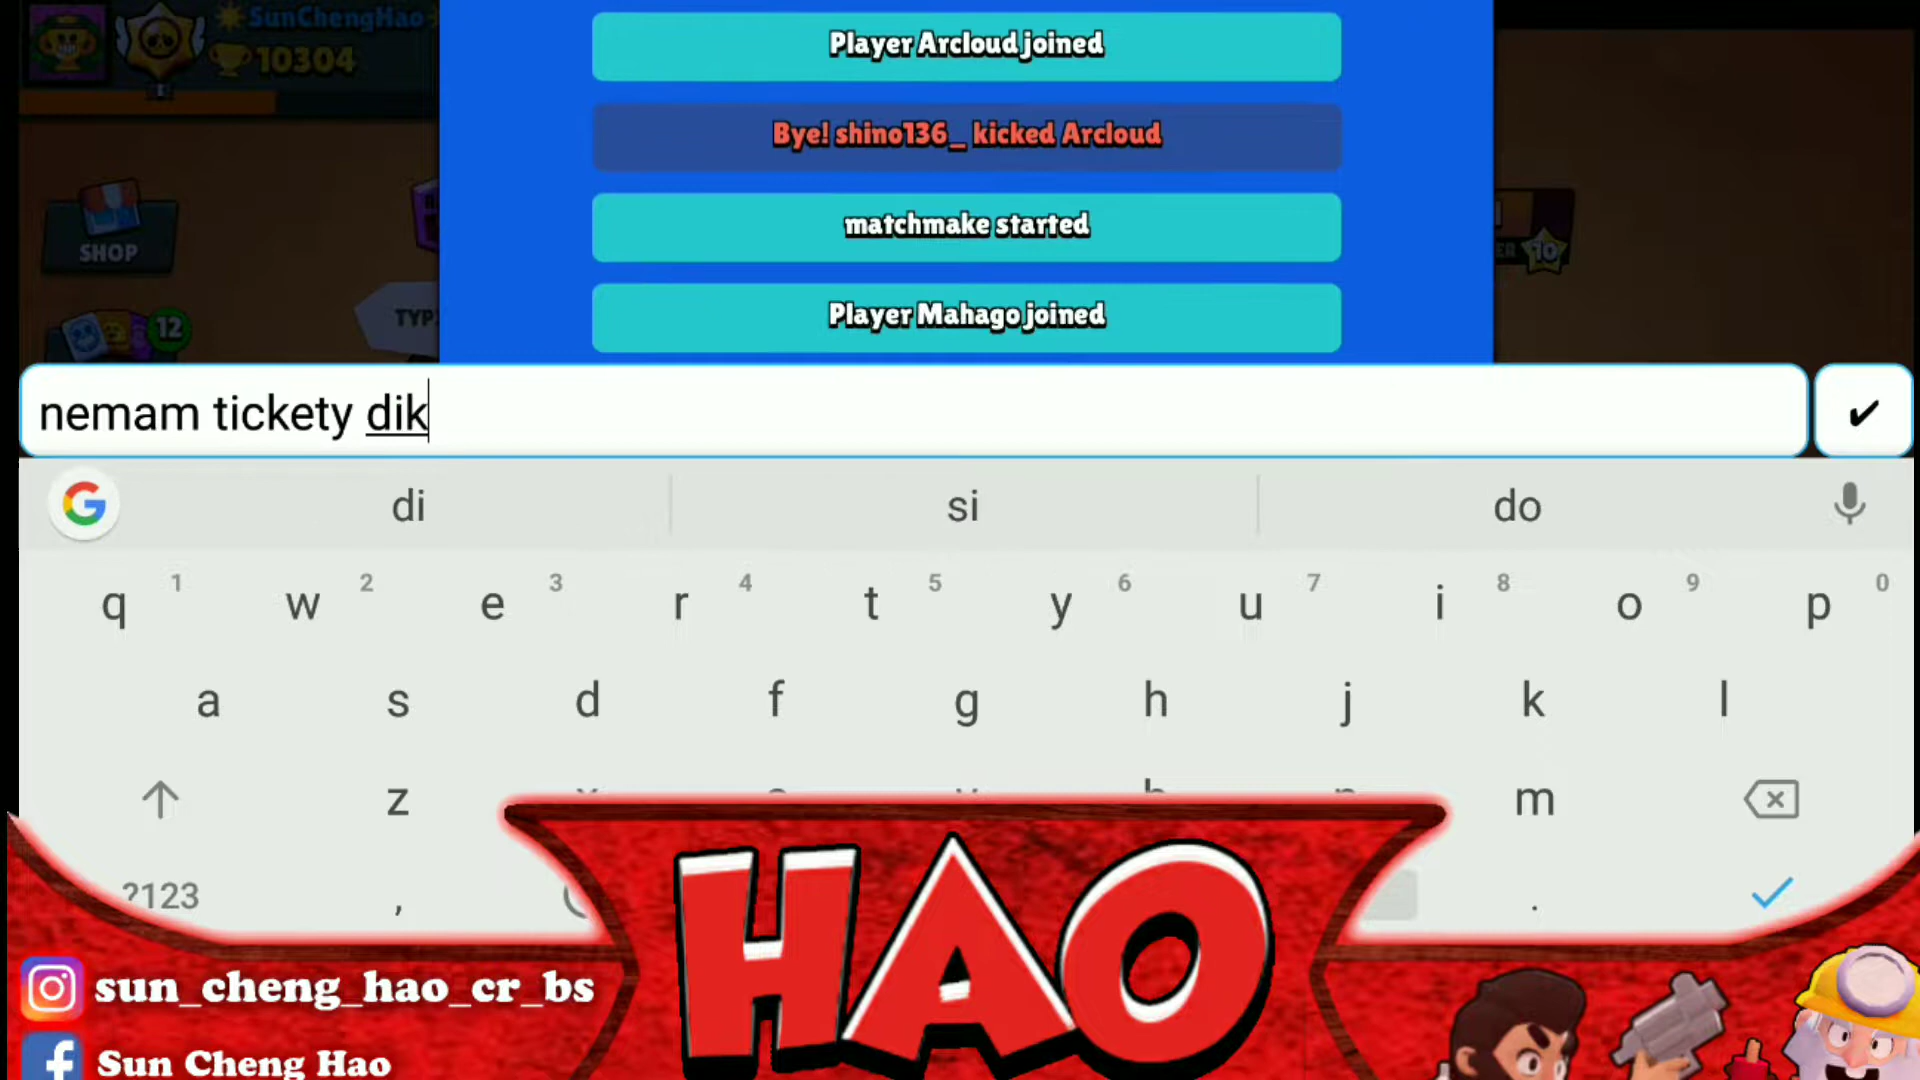 SunChengHao
10304
Player Arcloud joined
Bye! shino136_ kicked Arcloud
matchmake started
Player Mahago joined
SHOP
10
12
nemam tickety dik
di si do
1 2 3 4 5 6 7 8 9 0
q w e r t y u i o p
a s d f g h j k l
z m
?123 , .
HAO
sun_cheng_hao_cr_bs
Sun Cheng Hao